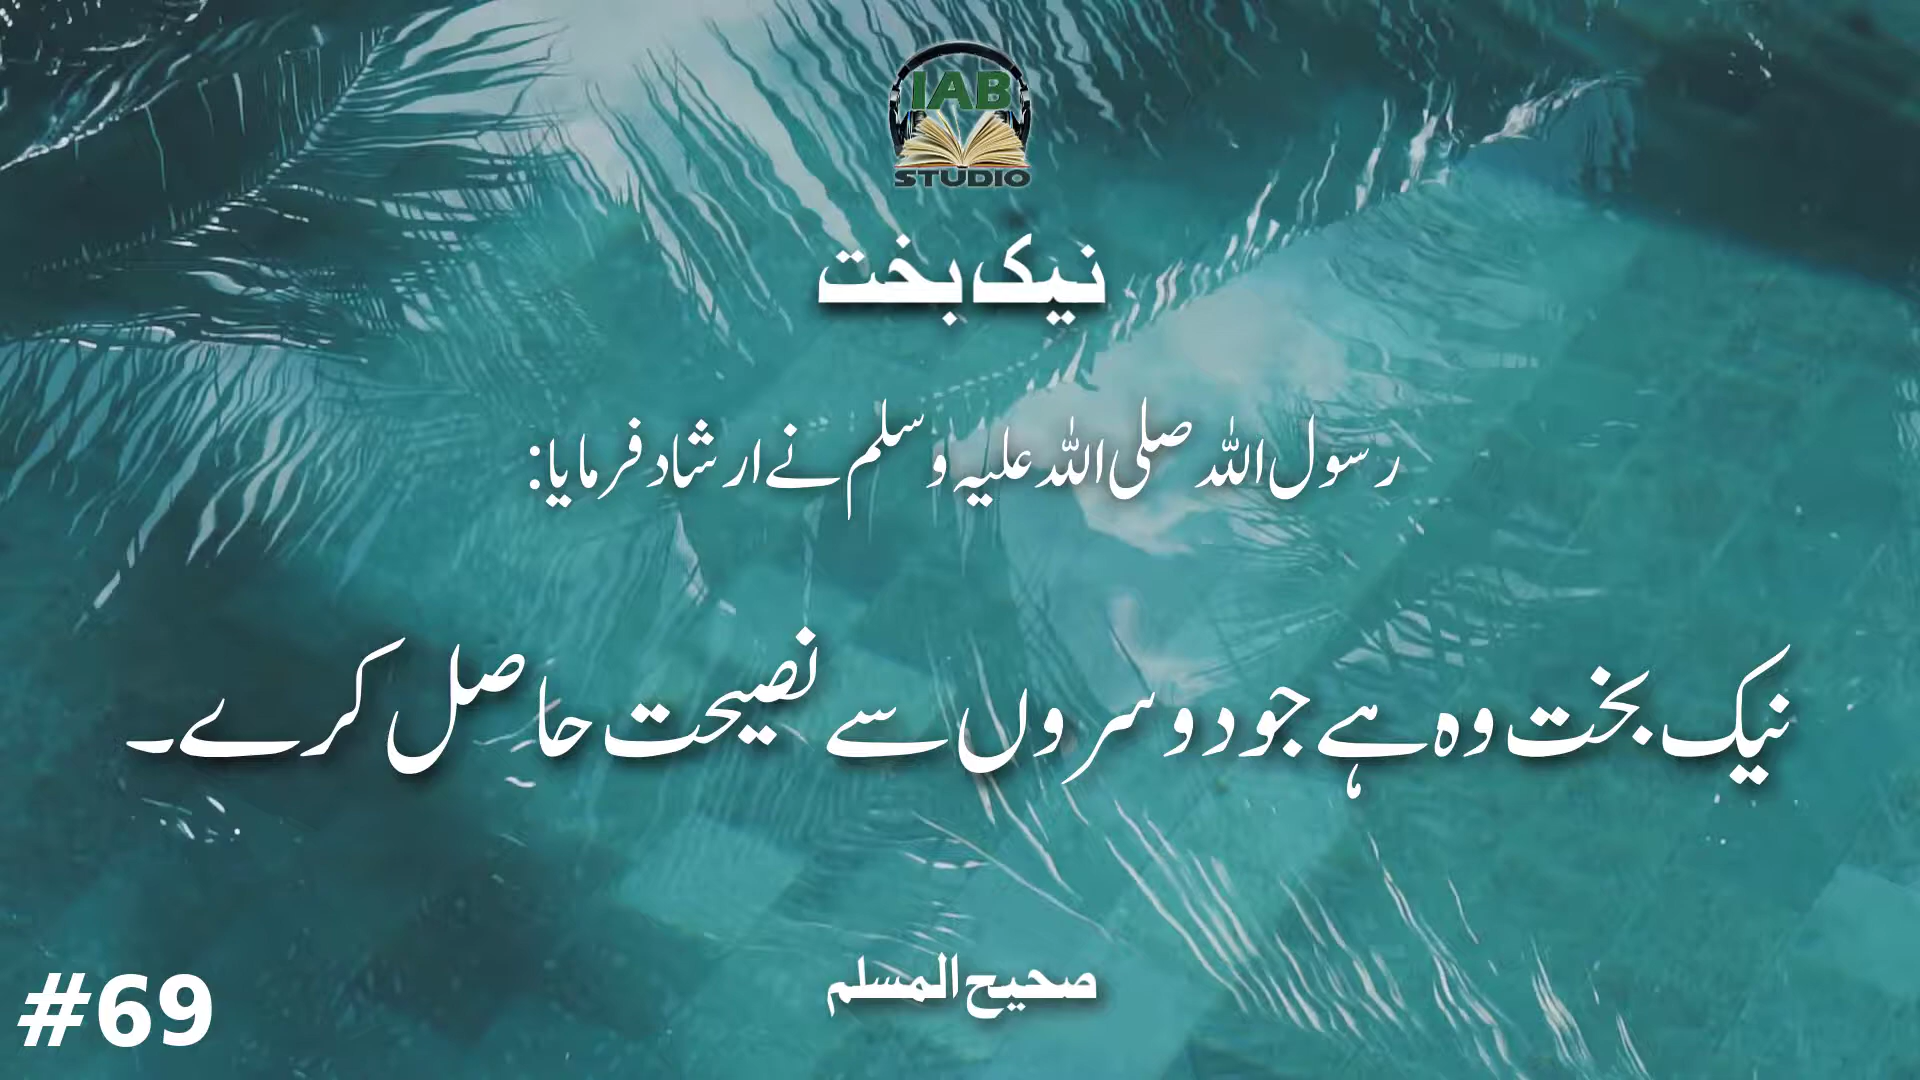 IAB
STUDIO
نیک بخت
رسول اللہ صلی اللہ علیہ وسلم نے ارشاد فرمایا:
نیک بخت وہ ہے جو دوسروں سے نصیحت حاصل کرے۔
صحیح المسلم
#69